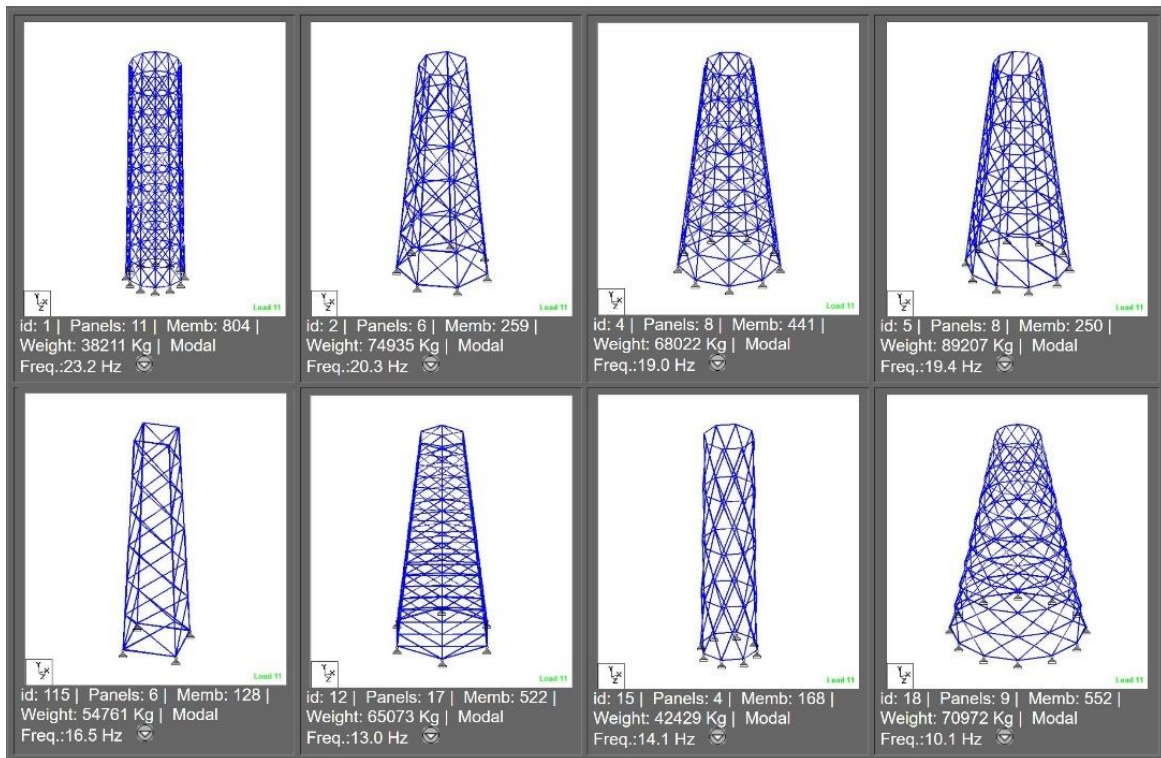 Y
X
Z
Load 11
id: 1 | Panels: 11 | Memb: 804 |
Weight: 38211 Kg | Modal
Freq.:23.2 Hz
Y
X
Z
Load 11
id: 2 | Panels: 6 | Memb: 259 |
Weight: 74935 Kg | Modal
Freq.:20.3 Hz
Y
X
Z
Load 11
id: 4 | Panels: 8 | Memb: 441 |
Weight: 68022 Kg | Modal
Freq.:19.0 Hz
Y
X
Z
Load 11
id: 5 | Panels: 8 | Memb: 250 |
Weight: 89207 Kg | Modal
Freq.:19.4 Hz
Y
X
Z
Load 11
id: 115 | Panels: 6 | Memb: 128 |
Weight: 54761 Kg | Modal
Freq.:16.5 Hz
Y
X
Z
Load 11
id: 12 | Panels: 17 | Memb: 522 |
Weight: 65073 Kg | Modal
Freq.:13.0 Hz
Y
X
Z
Load 11
id: 15 | Panels: 4 | Memb: 168 |
Weight: 42429 Kg | Modal
Freq.:14.1 Hz
Y
X
Z
Load 11
id: 18 | Panels: 9 | Memb: 552 |
Weight: 70972 Kg | Modal
Freq.:10.1 Hz